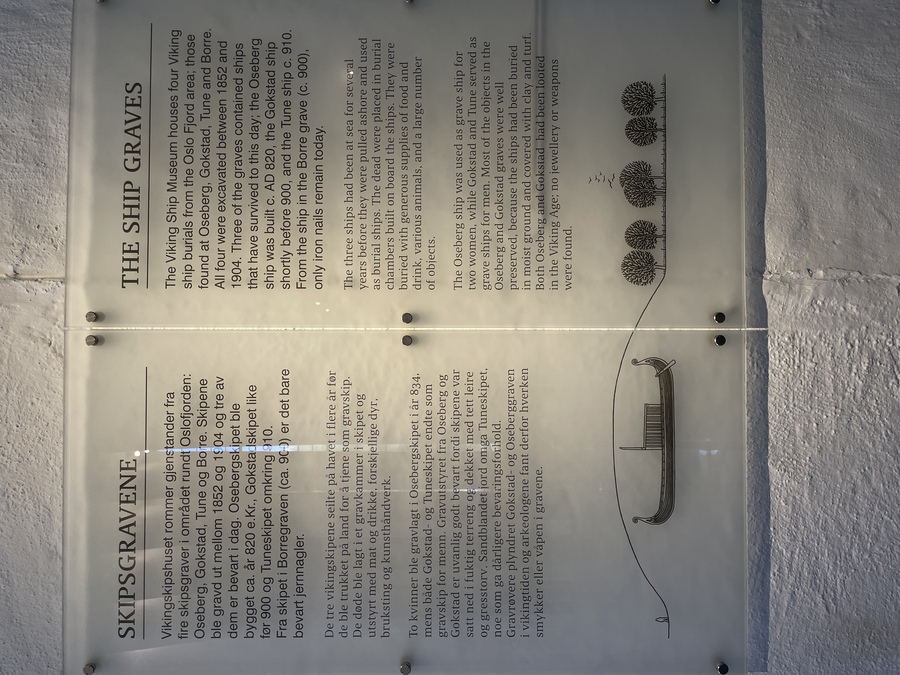 SKIPSGRAVENE
Vikingskipshuset rommer gjenstander fra
fire skipsgraver i området rundt Oslofjorden:
Oseberg, Gokstad, Tune og Borre. Skipene
ble gravd ut mellom 1852 og 1904 og tre av
dem er bevart i dag. Osebergskipet ble
bygget ca. år 820 e.Kr., Gokstadskipet like
før 900 og Tuneskipet omkring 910.
Fra skipet i Borregraven (ca. 900) er det bare
bevart jernnagler.
De tre vikingskipene seilte på havet i flere år før
de ble trukket på land for å tjene som gravskip.
De døde ble lagt i et gravkammer i skipet og
utstyrt med mat og drikke, forskjellige dyr,
bruksting og kunsthåndverk.
To kvinner ble gravlagt i Osebergskipet i år 834,
mens både Gokstad- og Tuneskipet endte som
gravskip for menn. Gravutstyret fra Oseberg og
Gokstad er uvanlig godt bevart fordi skipene var
satt ned i fuktig terreng og dekket med tett leire
og gresstorv. Sandblandet jord omga Tuneskipet,
noe som ga dårligere bevaringsforhold.
Gravrøvere plyndret Gokstad- og Oseberggraven
i vikingtiden og arkeologene fant derfor hverken
smykker eller våpen i gravene.
THE SHIP GRAVES
The Viking Ship Museum houses four Viking
ship burials from the Oslo Fjord area; those
found at Oseberg, Gokstad, Tune and Borre.
All four were excavated between 1852 and
1904. Three of the graves contained ships
that have survived to this day; the Oseberg
ship was built c. AD 820, the Gokstad ship
shortly before 900, and the Tune ship c. 910.
From the ship in the Borre grave (c. 900),
only iron nails remain today.
The three ships had been at sea for several
years before they were pulled ashore and used
as burial ships. The dead were placed in burial
chambers built on board the ships. They were
buried with generous supplies of food and
drink, various animals, and a large number
of objects.
The Oseberg ship was used as grave ship for
two women, while Gokstad and Tune served as
grave ships for men. Most of the objects in the
Oseberg and Gokstad graves were well
preserved, because the ships had been buried
in moist ground and covered with clay and turf.
Both Oseberg and Gokstad had been looted
in the Viking Age; no jewellery or weapons
were found.